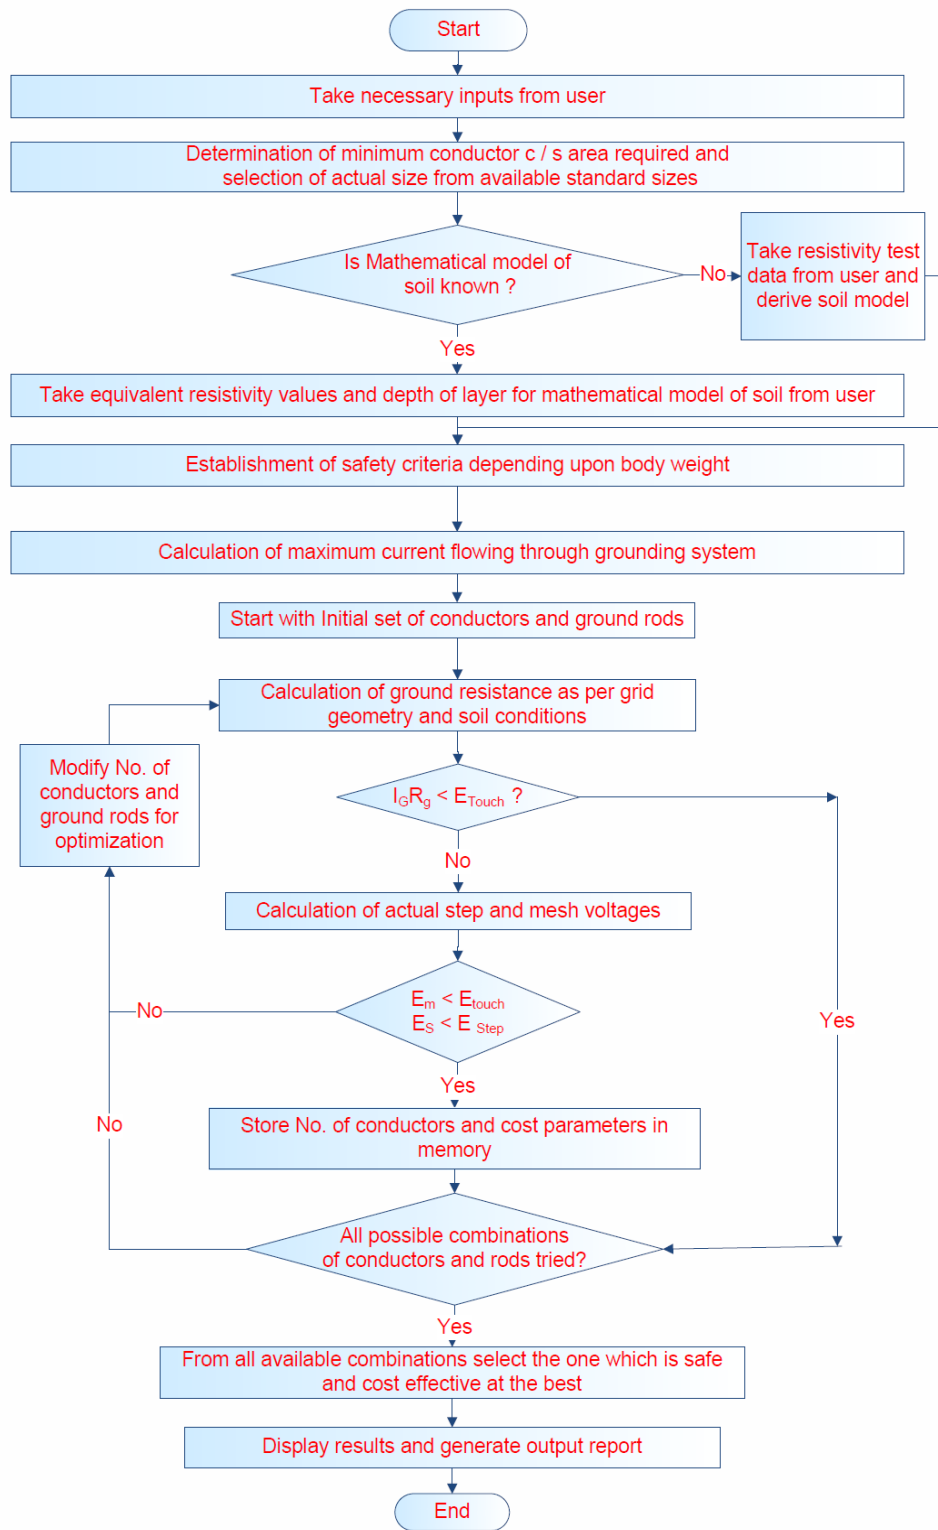 Start
Take necessary inputs from user
Determination of minimum conductor c / s area required and
selection of actual size from available standard sizes
Is Mathematical model of
soil known ?
No
Take resistivity test
data from user and
derive soil model
Yes
Take equivalent resistivity values and depth of layer for mathematical model of soil from user
Establishment of safety criteria depending upon body weight
Calculation of maximum current flowing through grounding system
Start with Initial set of conductors and ground rods
Calculation of ground resistance as per grid
geometry and soil conditions
Modify No. of
conductors and
ground rods for
optimization
IGRg < ETouch ?
No
Calculation of actual step and mesh voltages
Em < Etouch
ES < E Step
No
Yes
Yes
Store No. of conductors and cost parameters in
memory
No
All possible combinations
of conductors and rods tried?
Yes
From all available combinations select the one which is safe
and cost effective at the best
Display results and generate output report
End